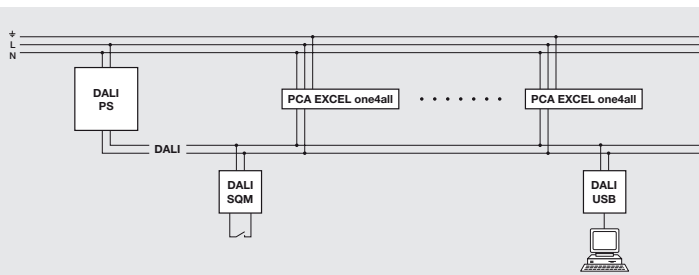 ⏚
L
N
DALI
PS
PCA EXCEL one4all
PCA EXCEL one4all
DALI
DALI
SQM
DALI
USB